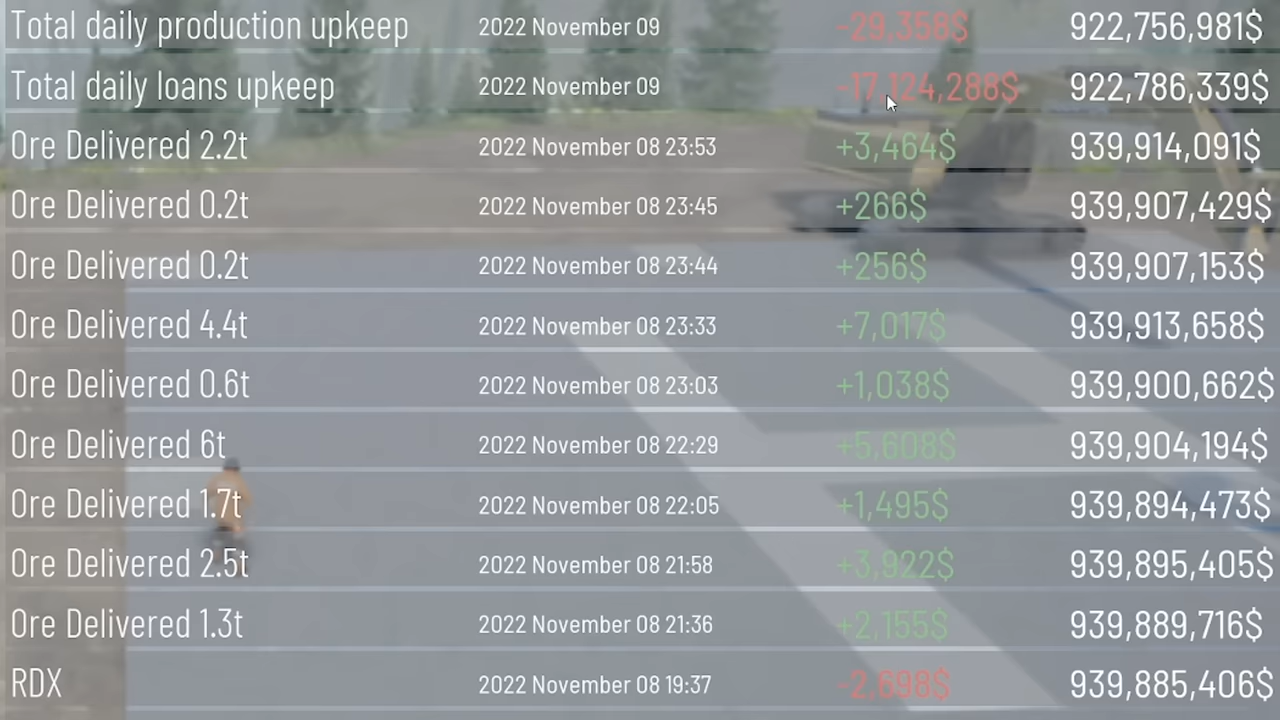 Total daily production upkeep 2022 November 09 -29,358$ 922,756,981$
Total daily loans upkeep 2022 November 09 -17,124,288$ 922,786,339$
Ore Delivered 2.2t 2022 November 08 23:53 +3,464$ 939,914,091$
Ore Delivered 0.2t 2022 November 08 23:45 +266$ 939,907,429$
Ore Delivered 0.2t 2022 November 08 23:44 +256$ 939,907,153$
Ore Delivered 4.4t 2022 November 08 23:33 +7,017$ 939,913,658$
Ore Delivered 0.6t 2022 November 08 23:03 +1,038$ 939,900,662$
Ore Delivered 6t 2022 November 08 22:29 +5,608$ 939,904,194$
Ore Delivered 1.7t 2022 November 08 22:05 +1,495$ 939,894,473$
Ore Delivered 2.5t 2022 November 08 21:58 +3,922$ 939,895,405$
Ore Delivered 1.3t 2022 November 08 21:36 +2,155$ 939,889,716$
RDX 2022 November 08 19:37 -2,698$ 939,885,406$